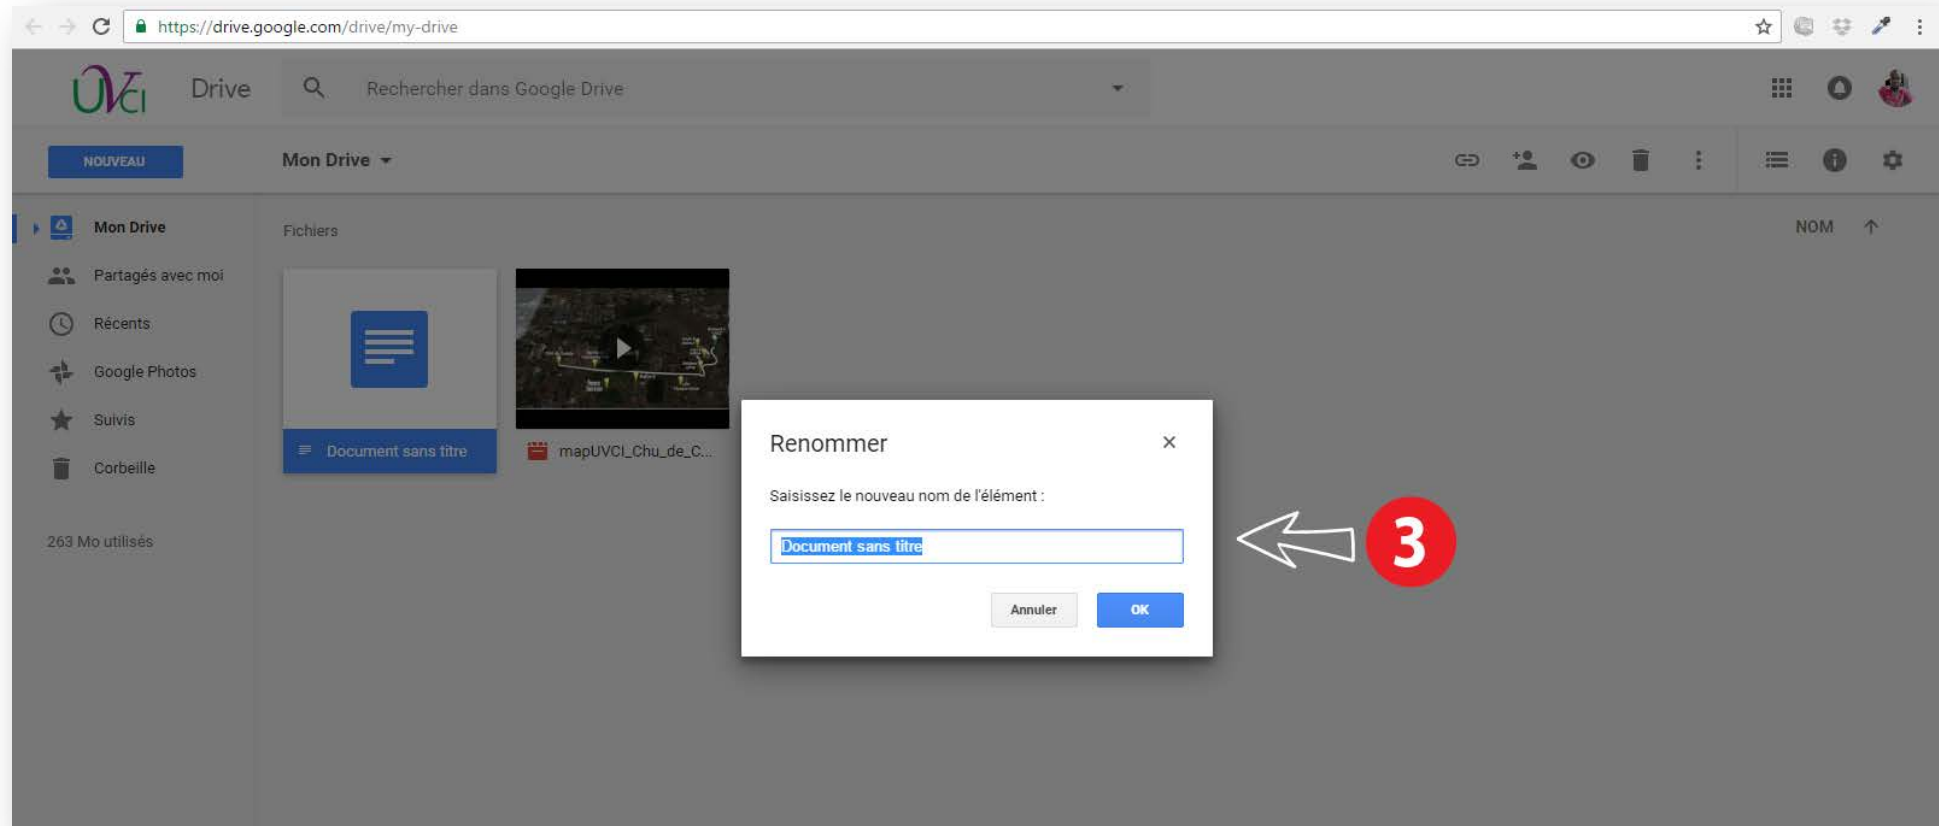 https://drive.google.com/drive/my-drive
UVCI Drive Rechercher dans Google Drive
NOUVEAU Mon Drive
Mon Drive Fichiers NOM
Partagés avec moi
Récents
Google Photos
Suivis
Corbeille
263 Mo utilisés
Document sans titre mapUVCI_Chu_de_C...
Renommer
Saisissez le nouveau nom de l'élément :
Document sans titre
Annuler OK
3